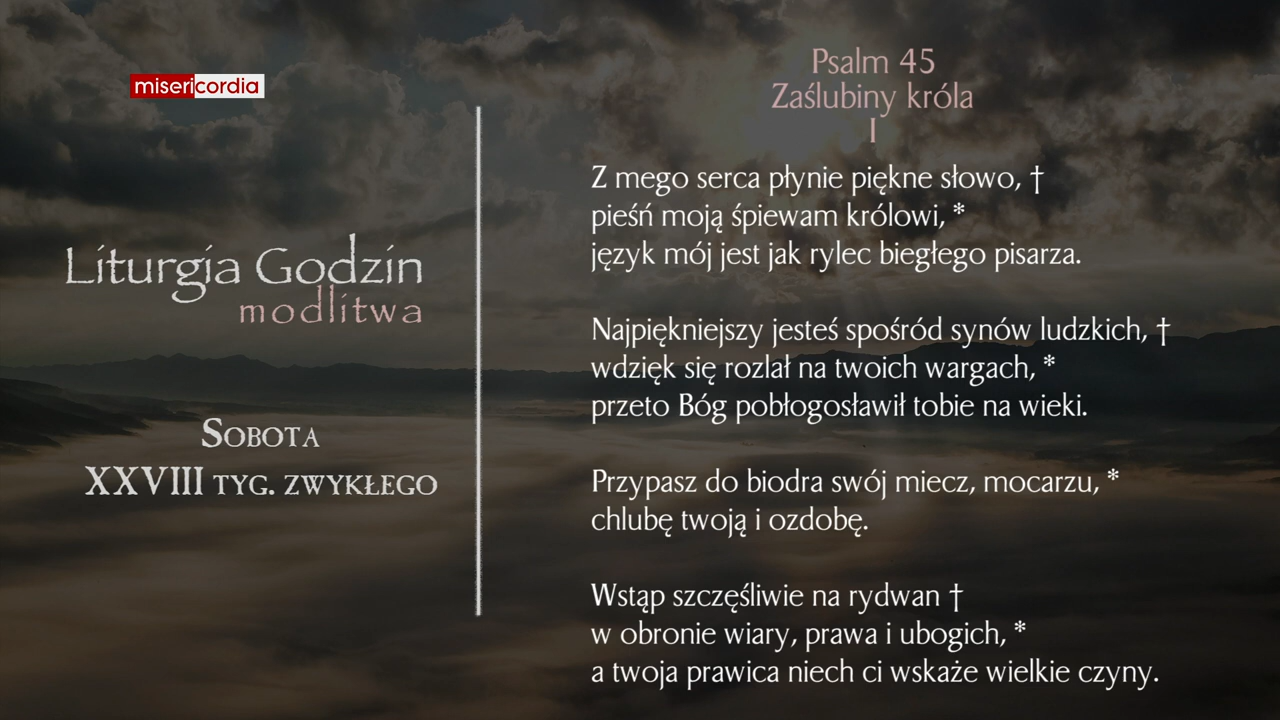 misericordia
Liturgia Godzin
modlitwa
Sobota
XXVIII tyg. zwykłego
Psalm 45
Zaślubiny króla
I
Z mego serca płynie piękne słowo, †
pieśń moją śpiewam królowi, *
język mój jest jak rylec biegłego pisarza.
Najpiękniejszy jesteś spośród synów ludzkich, †
wdzięk się rozlał na twoich wargach, *
przeto Bóg pobłogosławił tobie na wieki.
Przypasz do biodra swój miecz, mocarzu, *
chlubę twoją i ozdobę.
Wstąp szczęśliwie na rydwan †
w obronie wiary, prawa i ubogich, *
a twoja prawica niech ci wskaże wielkie czyny.